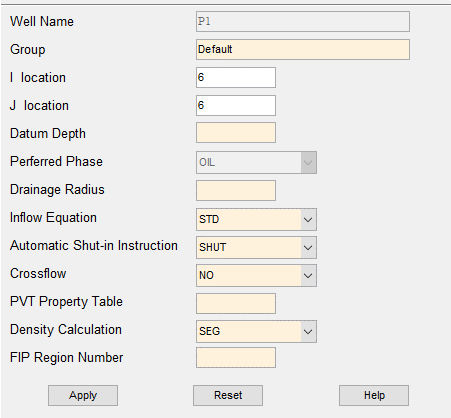 Well Name P1
Group Default
I location 6
J location 6
Datum Depth
Perferred Phase OIL
Drainage Radius
Inflow Equation STD
Automatic Shut-in Instruction SHUT
Crossflow NO
PVT Property Table
Density Calculation SEG
FIP Region Number
Apply Reset Help